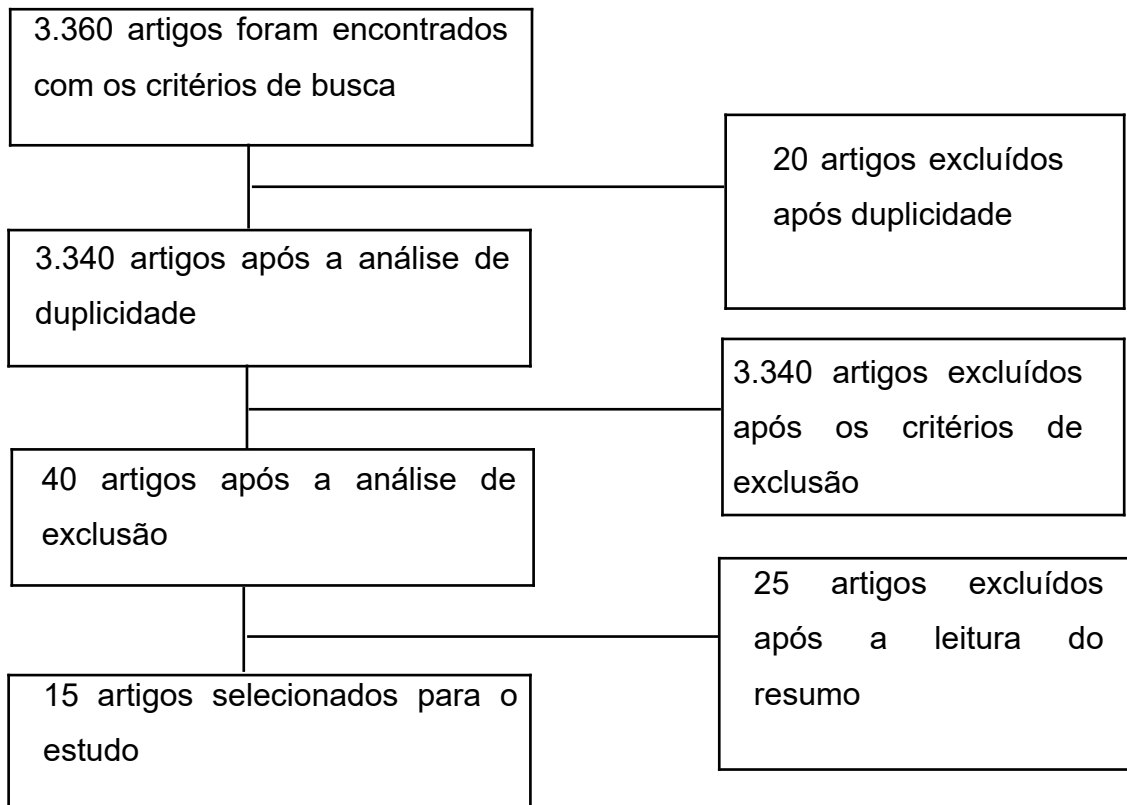 3.360 artigos foram encontrados
com os critérios de busca
20 artigos excluídos
após duplicidade
3.340 artigos após a análise de
duplicidade
3.340 artigos excluídos
após os critérios de
exclusão
40 artigos após a análise de
exclusão
25 artigos excluídos
após a leitura do
resumo
15 artigos selecionados para o
estudo